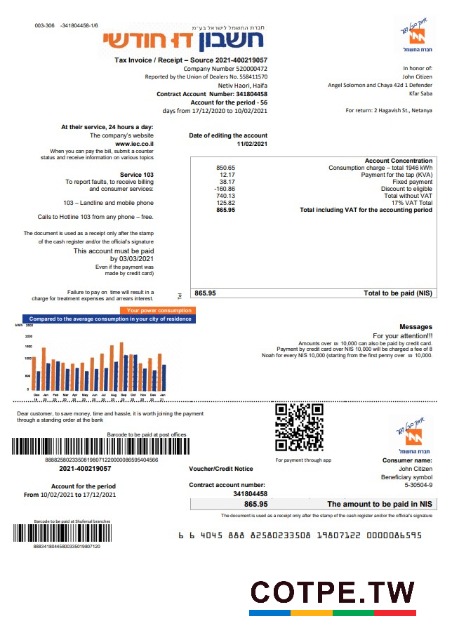 003-306 -341804458-1/6
חברת החשמל לישראל בע"מ
חשבון דו חודשי
חברת החשמל
Tax Invoice / Receipt – Source 2021-400219057
Company Number 520000472
Reported by the Union of Dealers No. 558411570
Netiv Haori, Haifa
Contract Account Number: 341804458
Account for the period - 56
days from 17/12/2020 to 10/02/2021
In honor of:
John Citizen
Angel Solomon and Chaya 42d 1 Defender
Kfar Saba
For return: 2 Hagavish St., Netanya
At their service, 24 hours a day:
The company's website
www.iec.co.il
When you can pay the bill, submit a counter
status and receive information on various topics
Service 103
To report faults, to receive billing
and consumer services:
103 – Landline and mobile phone
Calls to Hotline 103 from any phone – free.
The document is used as a receipt only after the stamp
of the cash register and/or the official's signature
This account must be paid
by 03/03/2021
Even if the payment was
made by credit card)
Failure to pay on time will result in a
charge for treatment expenses and arrears interest.
Date of editing the account
11/02/2021
Account Concentration
850.65 Consumption charge – total 1946 kWh
12.17 Payment for the tap (KVA)
38.17 Fixed payment
-160.86 Discount to eligible
740.13 Total without VAT
125.82 17% VAT Total
865.95 Total including VAT for the accounting period
Tel
865.95 Total to be paid (NIS)
Your power consumption
Compared to the average consumption in your city of residence
Messages
For your attention!!!
Amounts or 10,000 can also be paid by credit card.
Payment by credit card over NIS 10,000 will be charged a fee of 8
Noah for every NIS 10,000 (starting from the first penny over 10,000.
Dear customer, to save money, time and hassle, it is worth joining the payment
through a standing order at the bank
Barcode to be paid at post offices
2021-400219057
Account for the period
From 10/02/2021 to 17/12/2021
Barcode to be paid at Shufersal branches
For payment through app
חברת החשמל
Voucher/Credit Notice
Contract account number:
341804458
Consumer name:
John Citizen
Beneficiary symbol
5-30504-9
865.95 The amount to be paid in NIS
The document is used as a receipt only after the stamp of the cash register and/or the official's signature
6 6 4045 888 82580233508 19807122 0000086595
COTPE.TW